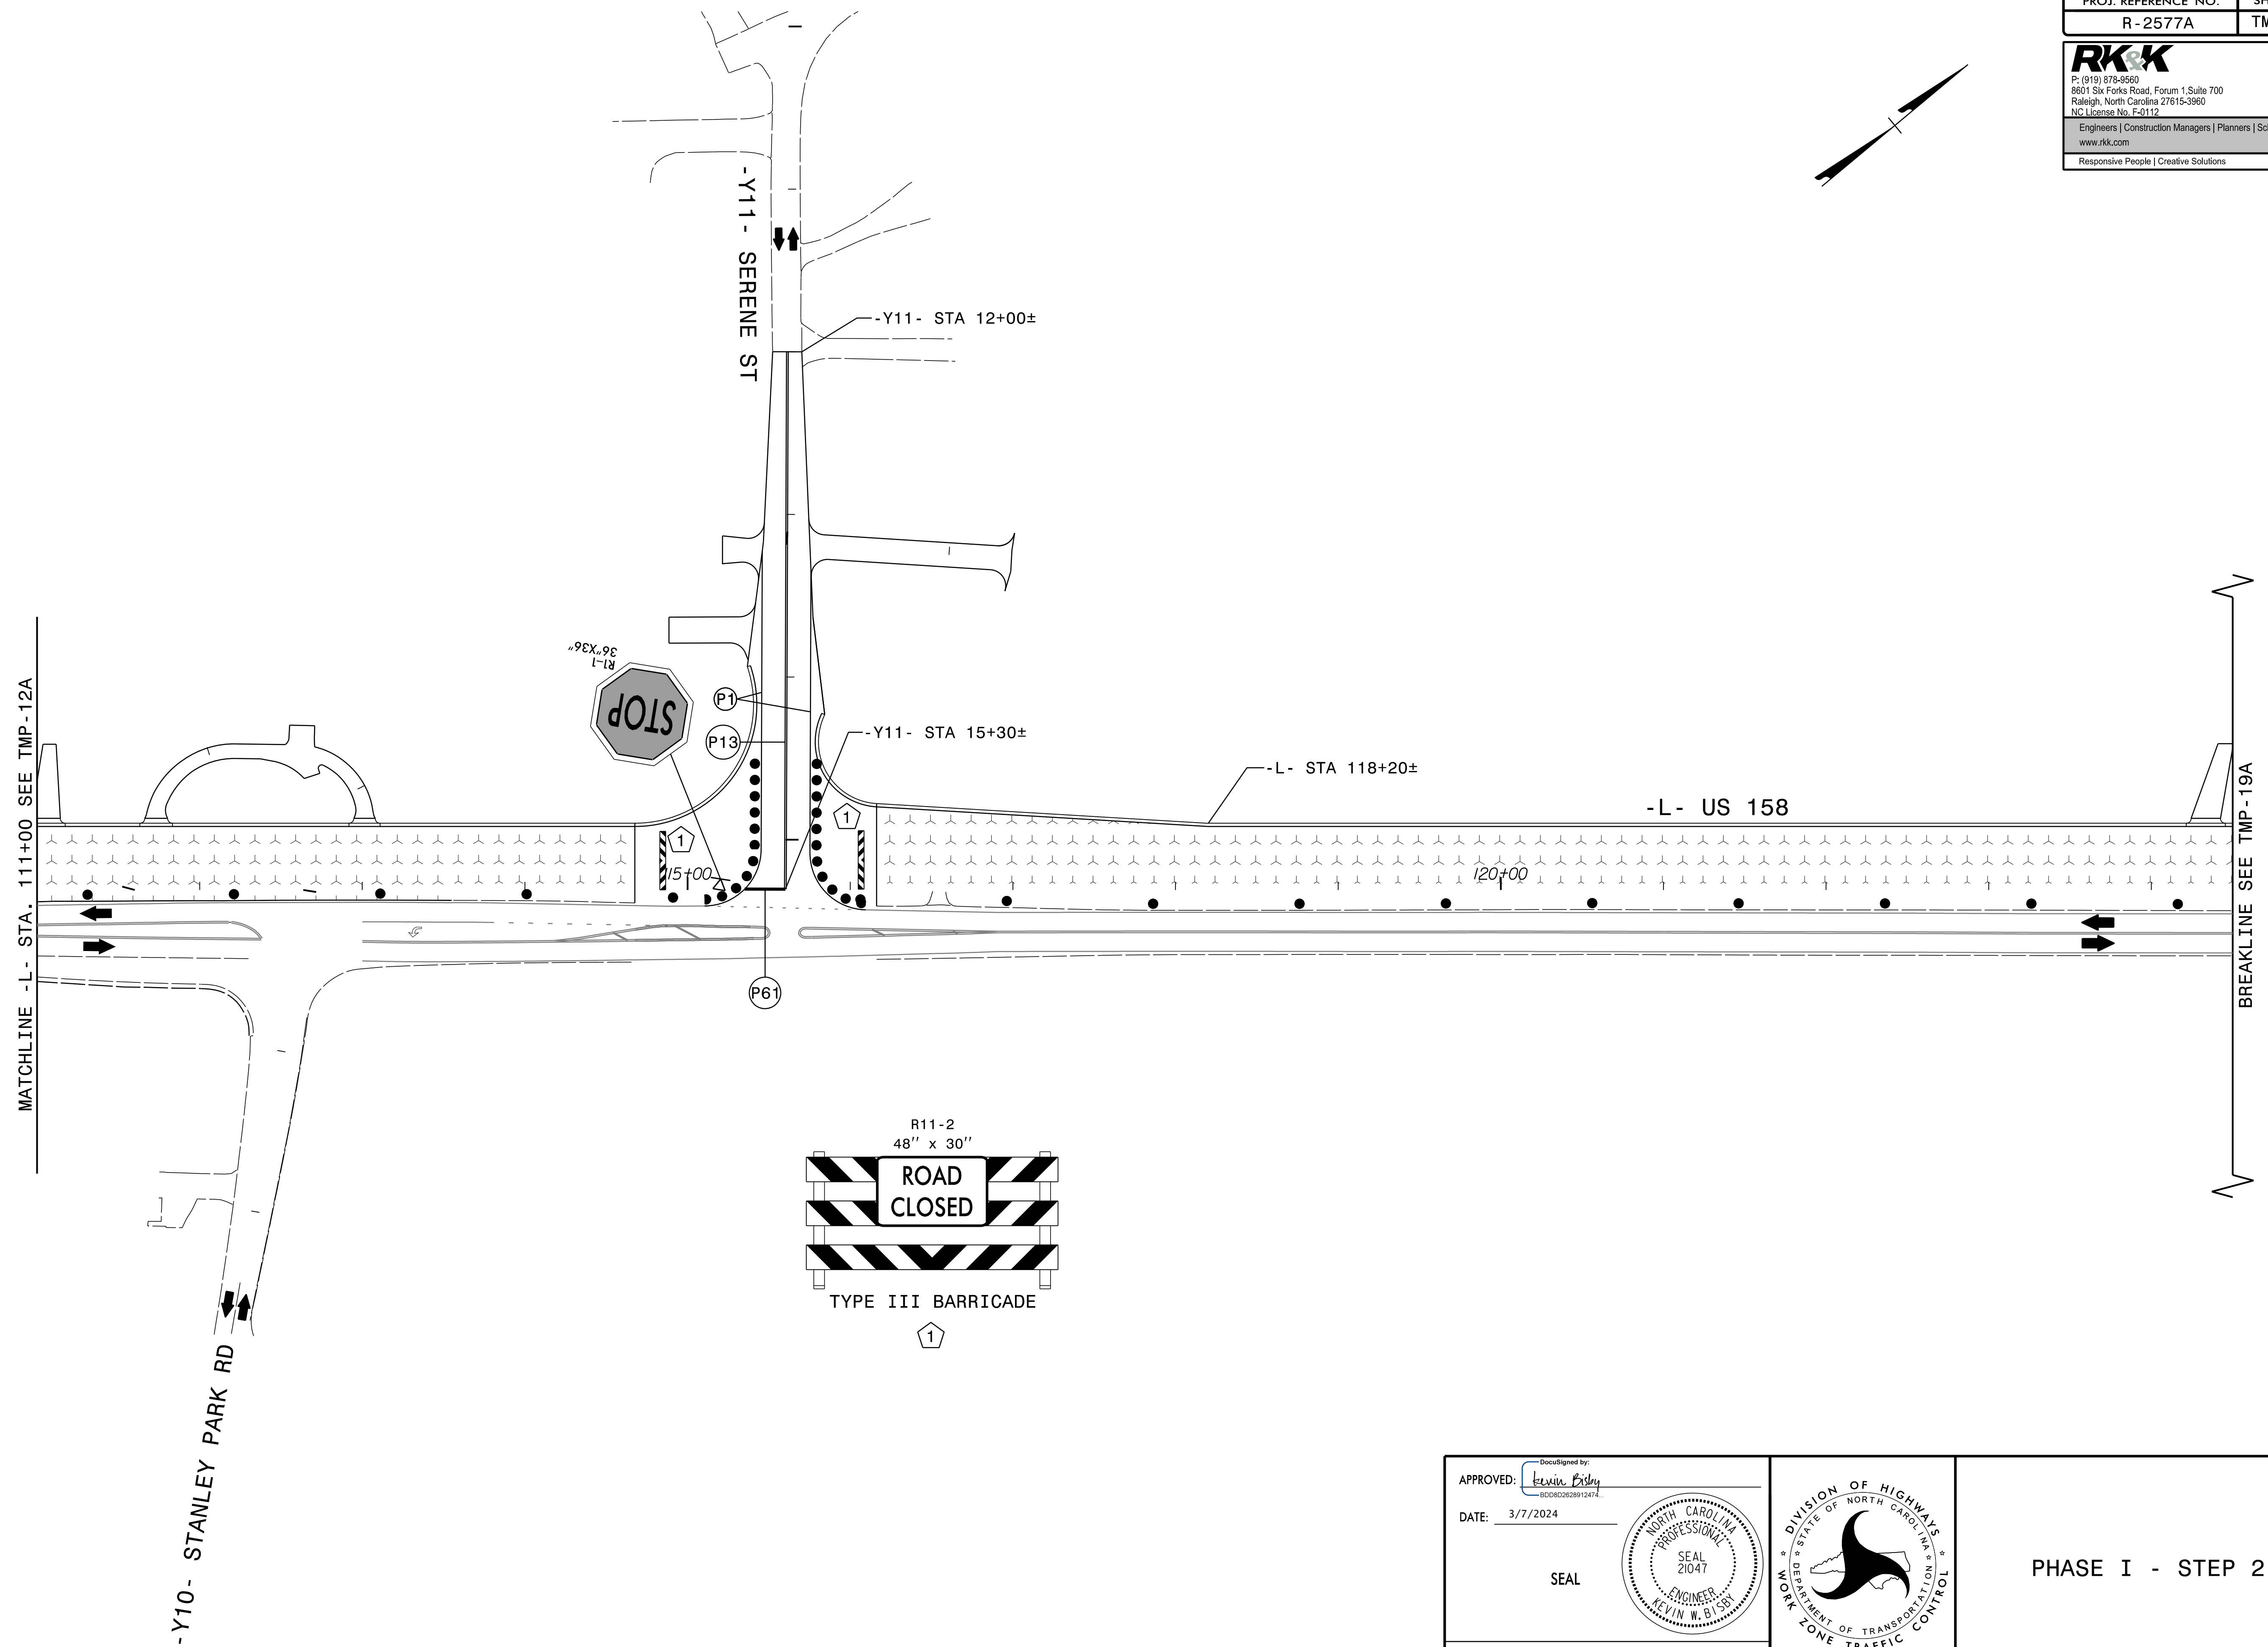 PROJ. REFERENCE NO.
R-2577A
RK&K
P: (919) 878-9560
8601 Six Forks Road, Forum 1,Suite 700
Raleigh, North Carolina 27615-3960
NC License No. F-0112
Engineers | Construction Managers | Planners |
www.rkk.com
Responsive People | Creative Solutions
-Y11- SERENE ST
-Y11- STA 12+00±
R1-1
36"X36"
STOP
P1
P13
-Y11- STA 15+30±
-L- STA 118+20±
-L- US 158
1
1
15+00
120+00
MATCHLINE -L- STA. 111+00 SEE TMP-12A
BREAKLINE SEE TMP-19A
P61
R11-2
48'' x 30''
ROAD
CLOSED
TYPE III BARRICADE
1
-Y10- STANLEY PARK RD
APPROVED:
DocuSigned by:
Kevin Bisby
BDD8D2628912474...
DATE: 3/7/2024
SEAL
NORTH CAROLINA
PROFESSIONAL
SEAL
21047
ENGINEER
KEVIN W. BISBY
DIVISION OF HIGHWAYS
STATE OF NORTH CAROLINA
DEPARTMENT OF TRANSPORTATION
WORK ZONE TRAFFIC CONTROL
PHASE I - STEP 2